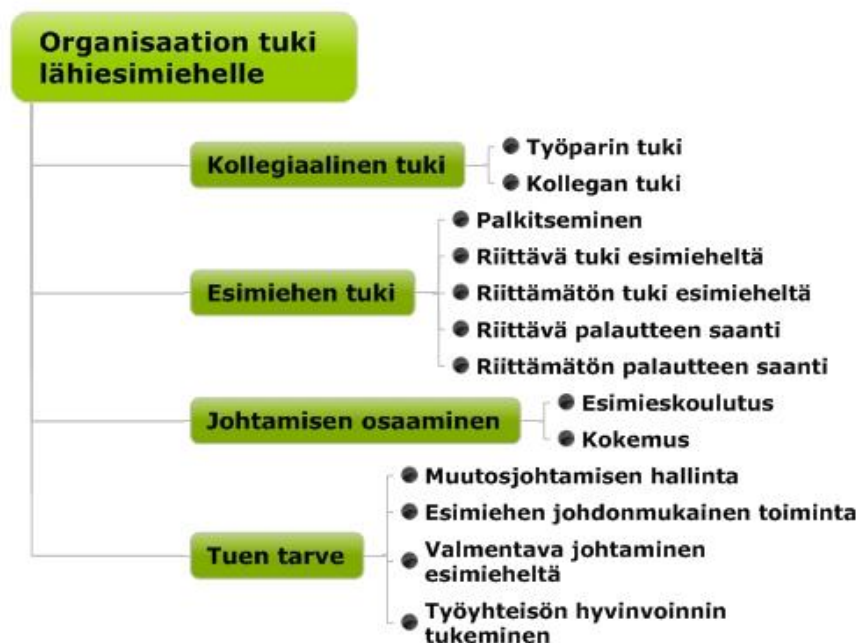 Organisaation tuki
lähiesimiehelle
Kollegiaalinen tuki
Työparin tuki
Kollegan tuki
Esimiehen tuki
Palkitseminen
Riittävä tuki esimieheltä
Riittämätön tuki esimieheltä
Riittävä palautteen saanti
Riittämätön palautteen saanti
Johtamisen osaaminen
Esimieskoulutus
Kokemus
Tuen tarve
Muutosjohtamisen hallinta
Esimiehen johdonmukainen toiminta
Valmentava johtaminen
esimieheltä
Työyhteisön hyvinvoinnin
tukeminen